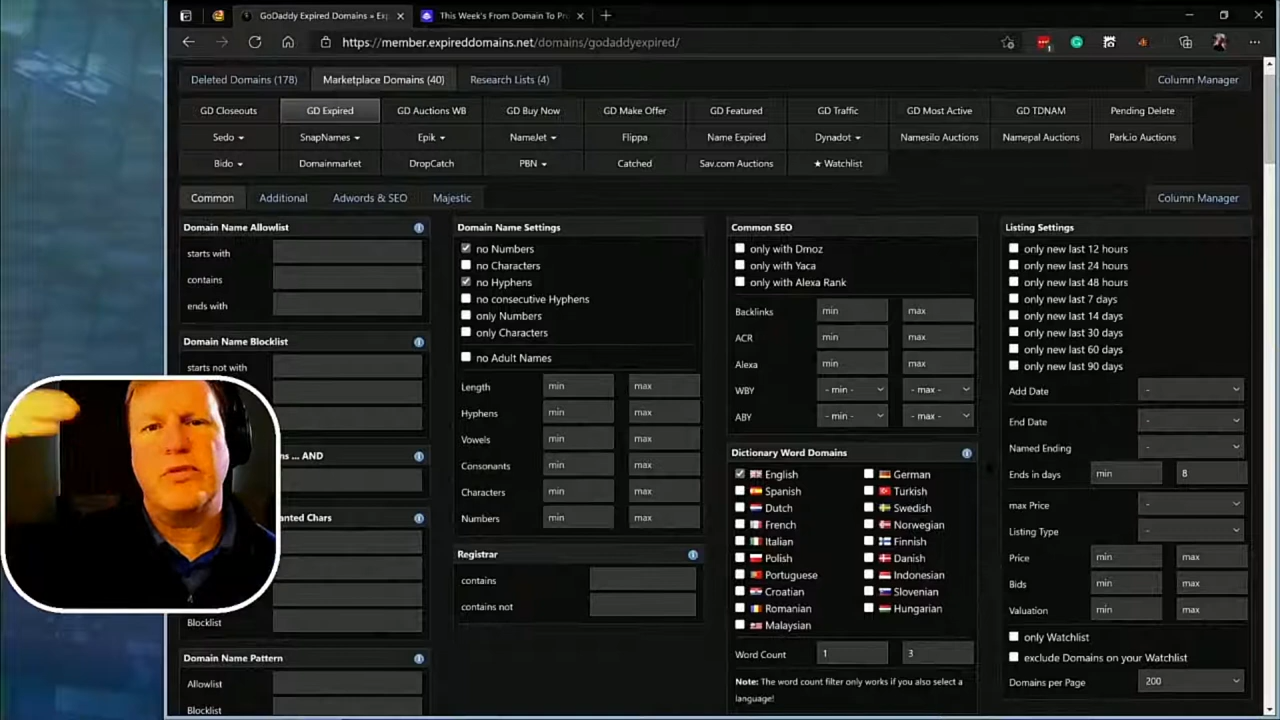 GoDaddy Expired Domains » Exp
This Week's From Domain To Pro
https://member.expireddomains.net/domains/godaddyexpired/
Deleted Domains (178)
Marketplace Domains (40)
Research Lists (4)
Column Manager
GD Closeouts
GD Expired
GD Auctions WB
GD Buy Now
GD Make Offer
GD Featured
GD Traffic
GD Most Active
GD TDNAM
Pending Delete
Sedo
SnapNames
Epik
NameJet
Flippa
Name Expired
Dynadot
Namesilo Auctions
Namepal Auctions
Park.io Auctions
Bido
Domainmarket
DropCatch
PBN
Catched
Sav.com Auctions
★ Watchlist
Common
Additional
Adwords & SEO
Majestic
Column Manager
Domain Name Allowlist
starts with
contains
ends with
Domain Name Blocklist
starts not with
ns ... AND
anted Chars
Blocklist
Domain Name Pattern
Allowlist
Blocklist
Domain Name Settings
no Numbers
no Characters
no Hyphens
no consecutive Hyphens
only Numbers
only Characters
no Adult Names
Length min max
Hyphens min max
Vowels min max
Consonants min max
Characters min max
Numbers min max
Registrar
contains
contains not
Common SEO
only with Dmoz
only with Yaca
only with Alexa Rank
Backlinks min max
ACR min max
Alexa min max
WBY - min - - max -
ABY - min - - max -
Dictionary Word Domains
English German
Spanish Turkish
Dutch Swedish
French Norwegian
Italian Finnish
Polish Danish
Portuguese Indonesian
Croatian Slovenian
Romanian Hungarian
Malaysian
Word Count 1 3
Note: The word count filter only works if you also select a
language!
Listing Settings
only new last 12 hours
only new last 24 hours
only new last 48 hours
only new last 7 days
only new last 14 days
only new last 30 days
only new last 60 days
only new last 90 days
Add Date -
End Date -
Named Ending -
Ends in days min 8
max Price -
Listing Type -
Price min max
Bids min max
Valuation min max
only Watchlist
exclude Domains on your Watchlist
Domains per Page 200